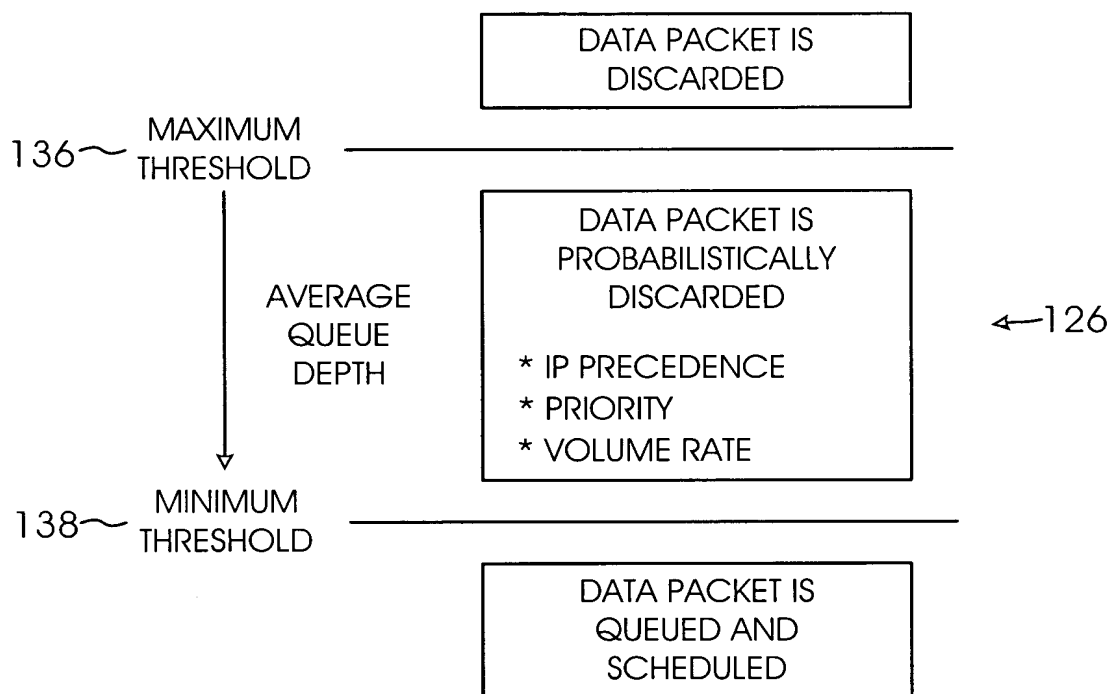 DATA PACKET IS
DISCARDED
136
MAXIMUM
THRESHOLD
DATA PACKET IS
PROBABILISTICALLY
DISCARDED
* IP PRECEDENCE
* PRIORITY
* VOLUME RATE
AVERAGE
QUEUE
DEPTH
126
138
MINIMUM
THRESHOLD
DATA PACKET IS
QUEUED AND
SCHEDULED